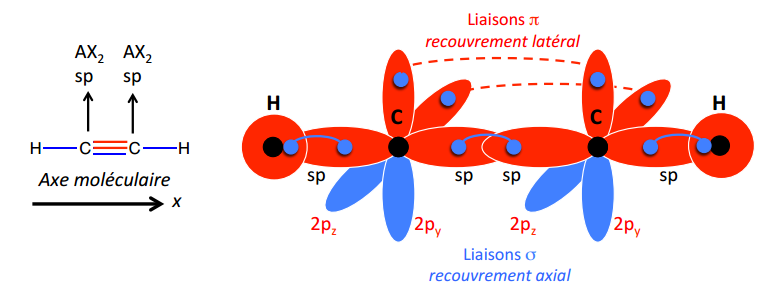 AX2 AX2
sp sp
H C C H
Axe moléculaire
x
Liaisons π
recouvrement latéral
H C C H
sp sp sp sp
2pz 2py 2pz 2py
Liaisons σ
recouvrement axial